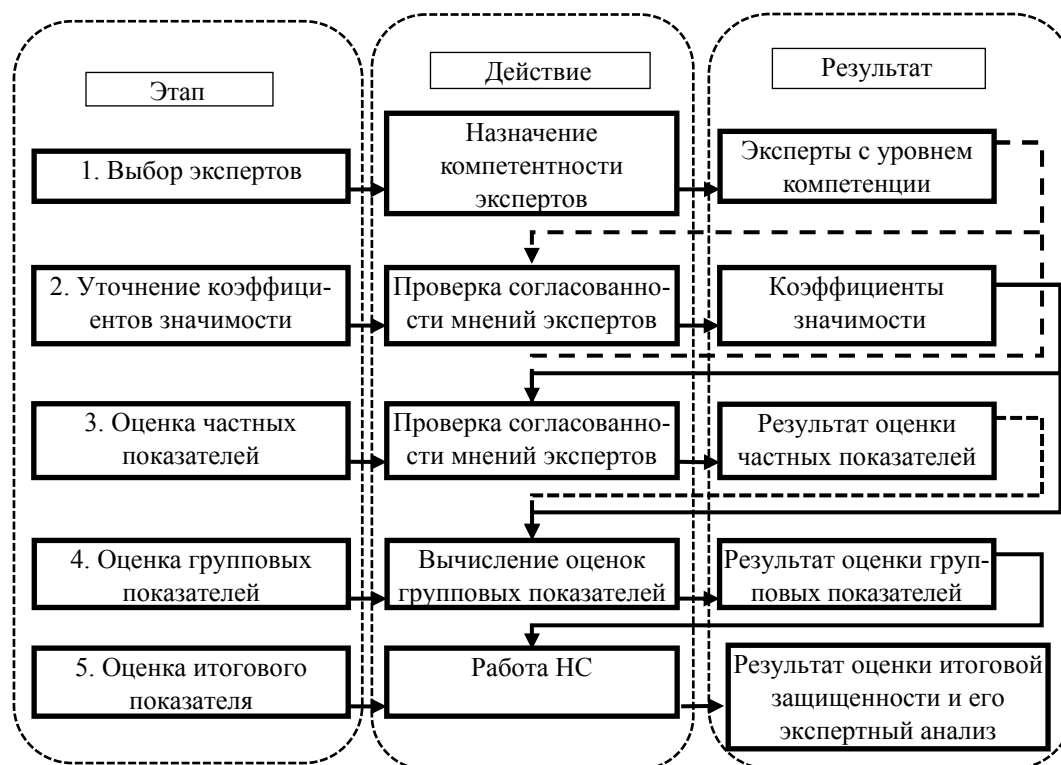 Этап
Действие
Результат
1. Выбор экспертов
Назначение
компетентности
экспертов
Эксперты с уровнем
компетенции
2. Уточнение коэффици-
ентов значимости
Проверка согласованно-
сти мнений экспертов
Коэффициенты
значимости
3. Оценка частных
показателей
Проверка согласованно-
сти мнений экспертов
Результат оценки
частных показателей
4. Оценка групповых
показателей
Вычисление оценок
групповых показателей
Результат оценки груп-
повых показателей
5. Оценка итогового
показателя
Работа НС
Результат оценки итоговой
защищенности и его
экспертный анализ